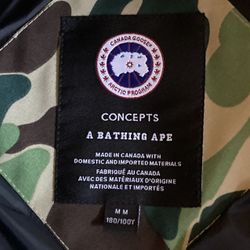 CANADA GOOSE
ARCTIC PROGRAM
CONCEPTS
A BATHING APE
MADE IN CANADA WITH
DOMESTIC AND IMPORTED MATERIALS
FABRIQUÉ AU CANADA
AVEC DES MATÉRIAUX D'ORIGINE
NATIONALE ET IMPORTÉS
M M
180/100Y